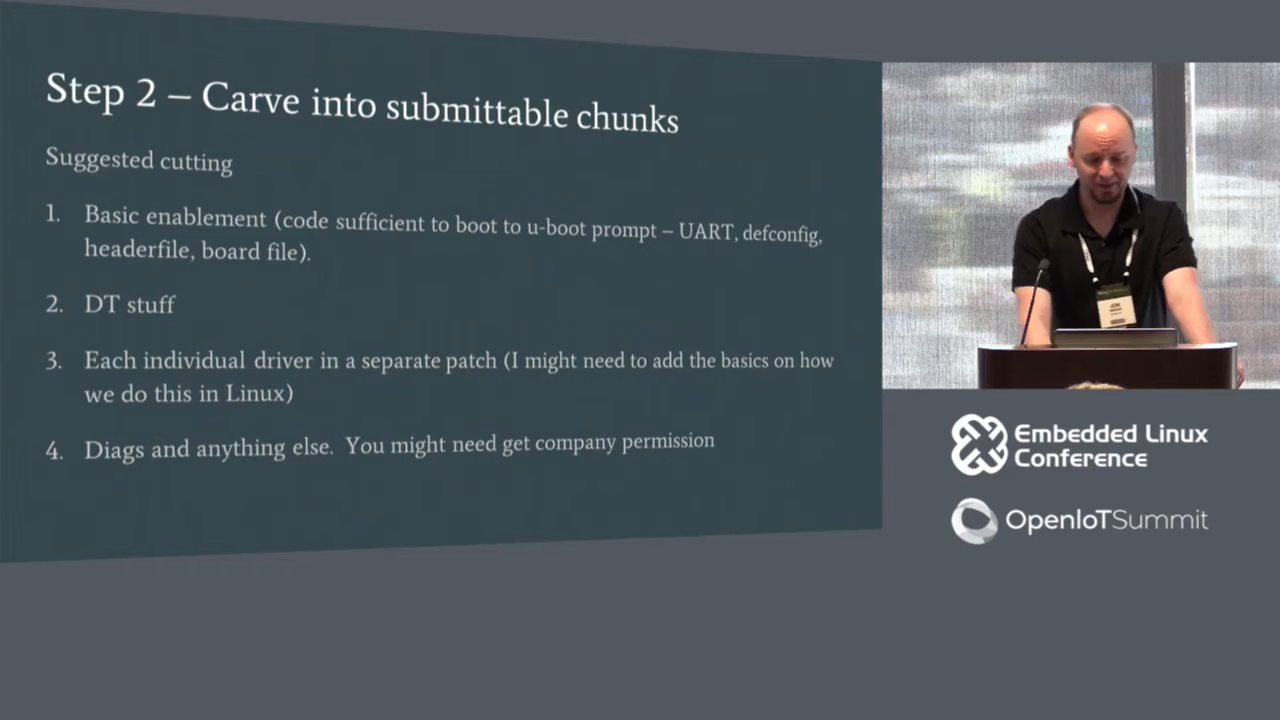 Step 2 – Carve into submittable chunks
Suggested cutting
1. Basic enablement (code sufficient to boot to u-boot prompt – UART, defconfig,
headerfile, board file).
2. DT stuff
3. Each individual driver in a separate patch (I might need to add the basics on how
we do this in Linux)
4. Diags and anything else. You might need get company permission
JON
Embedded Linux
Conference
OpenIoTSummit